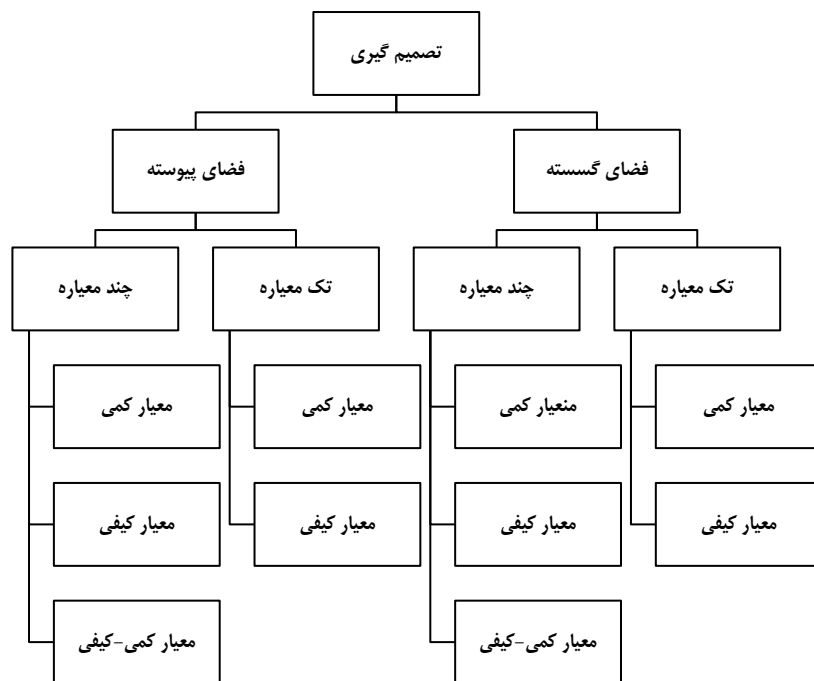 تصمیم گیری
فضای گسسته
فضای پیوسته
تک معیاره
چند معیاره
تک معیاره
چند معیاره
معیار کمی
منعیار کمی
معیار کمی
معیار کمی
معیار کیفی
معیار کیفی
معیار کیفی
معیار کیفی
معیار کمی-کیفی
معیار کمی-کیفی